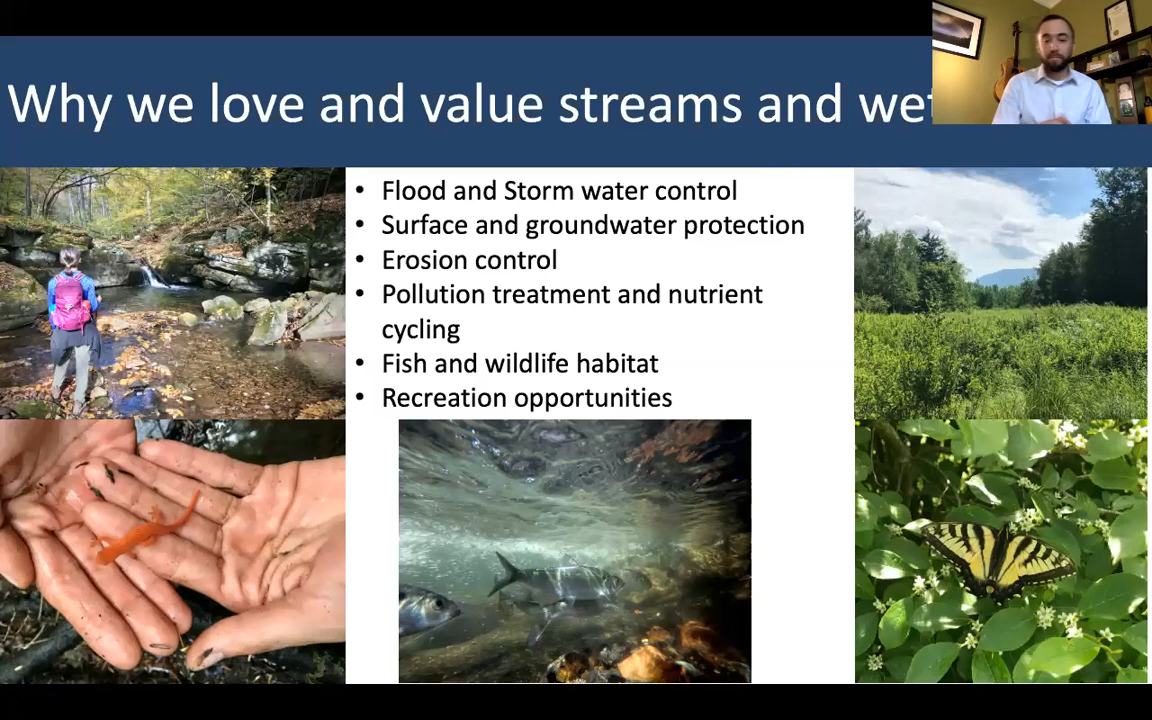 Why we love and value streams and wet
• Flood and Storm water control
• Surface and groundwater protection
• Erosion control
• Pollution treatment and nutrient
cycling
• Fish and wildlife habitat
• Recreation opportunities